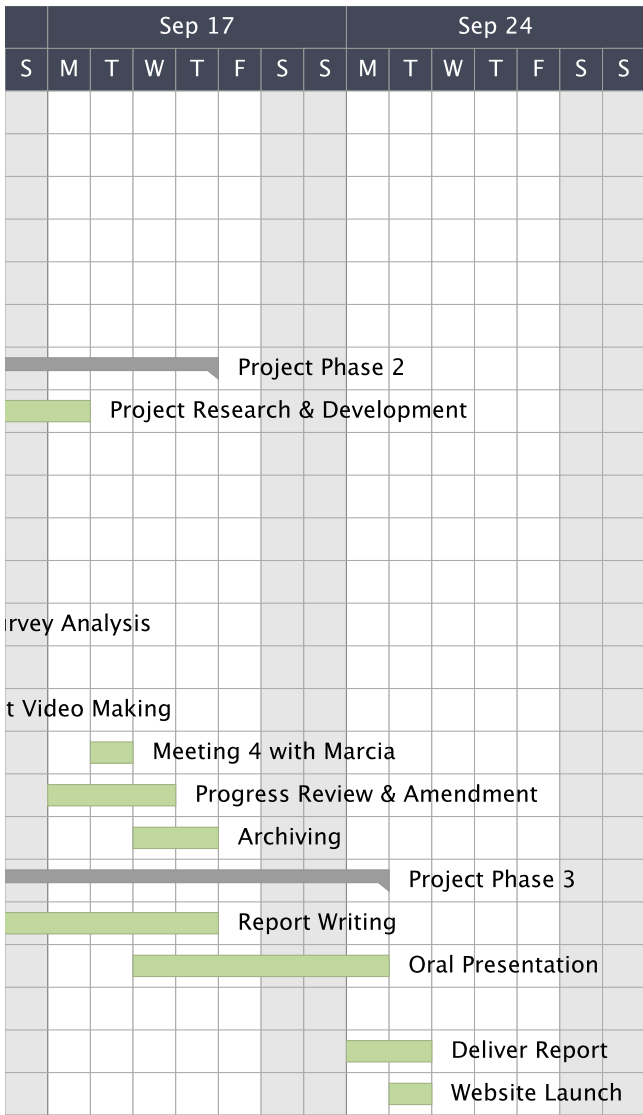 Sep 17 Sep 24
S M T W T F S S M T W T F S S
Project Phase 2
Project Research & Development
rvey Analysis
t Video Making
Meeting 4 with Marcia
Progress Review & Amendment
Archiving
Project Phase 3
Report Writing
Oral Presentation
Deliver Report
Website Launch